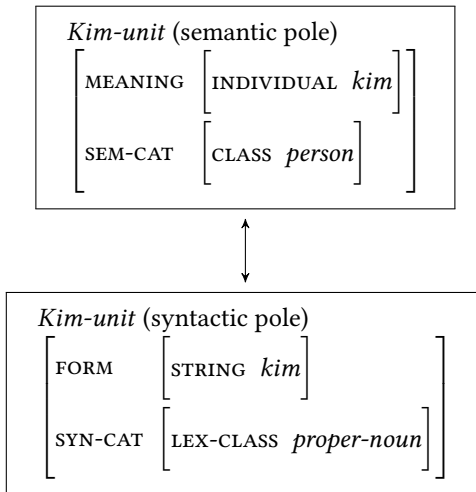 Kim-unit (semantic pole)
MEANING [INDIVIDUAL kim]
SEM-CAT [CLASS person]
Kim-unit (syntactic pole)
FORM [STRING kim]
SYN-CAT [LEX-CLASS proper-noun]